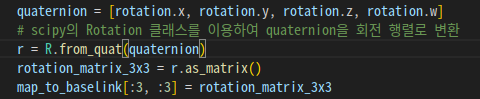 quaternion = [rotation.x, rotation.y, rotation.z, rotation.w]
# scipy의 Rotation 클래스를 이용하여 quaternion을 회전 행렬로 변환
r = R.from_quat(quaternion)
rotation_matrix_3x3 = r.as_matrix()
map_to_baselink[:3, :3] = rotation_matrix_3x3